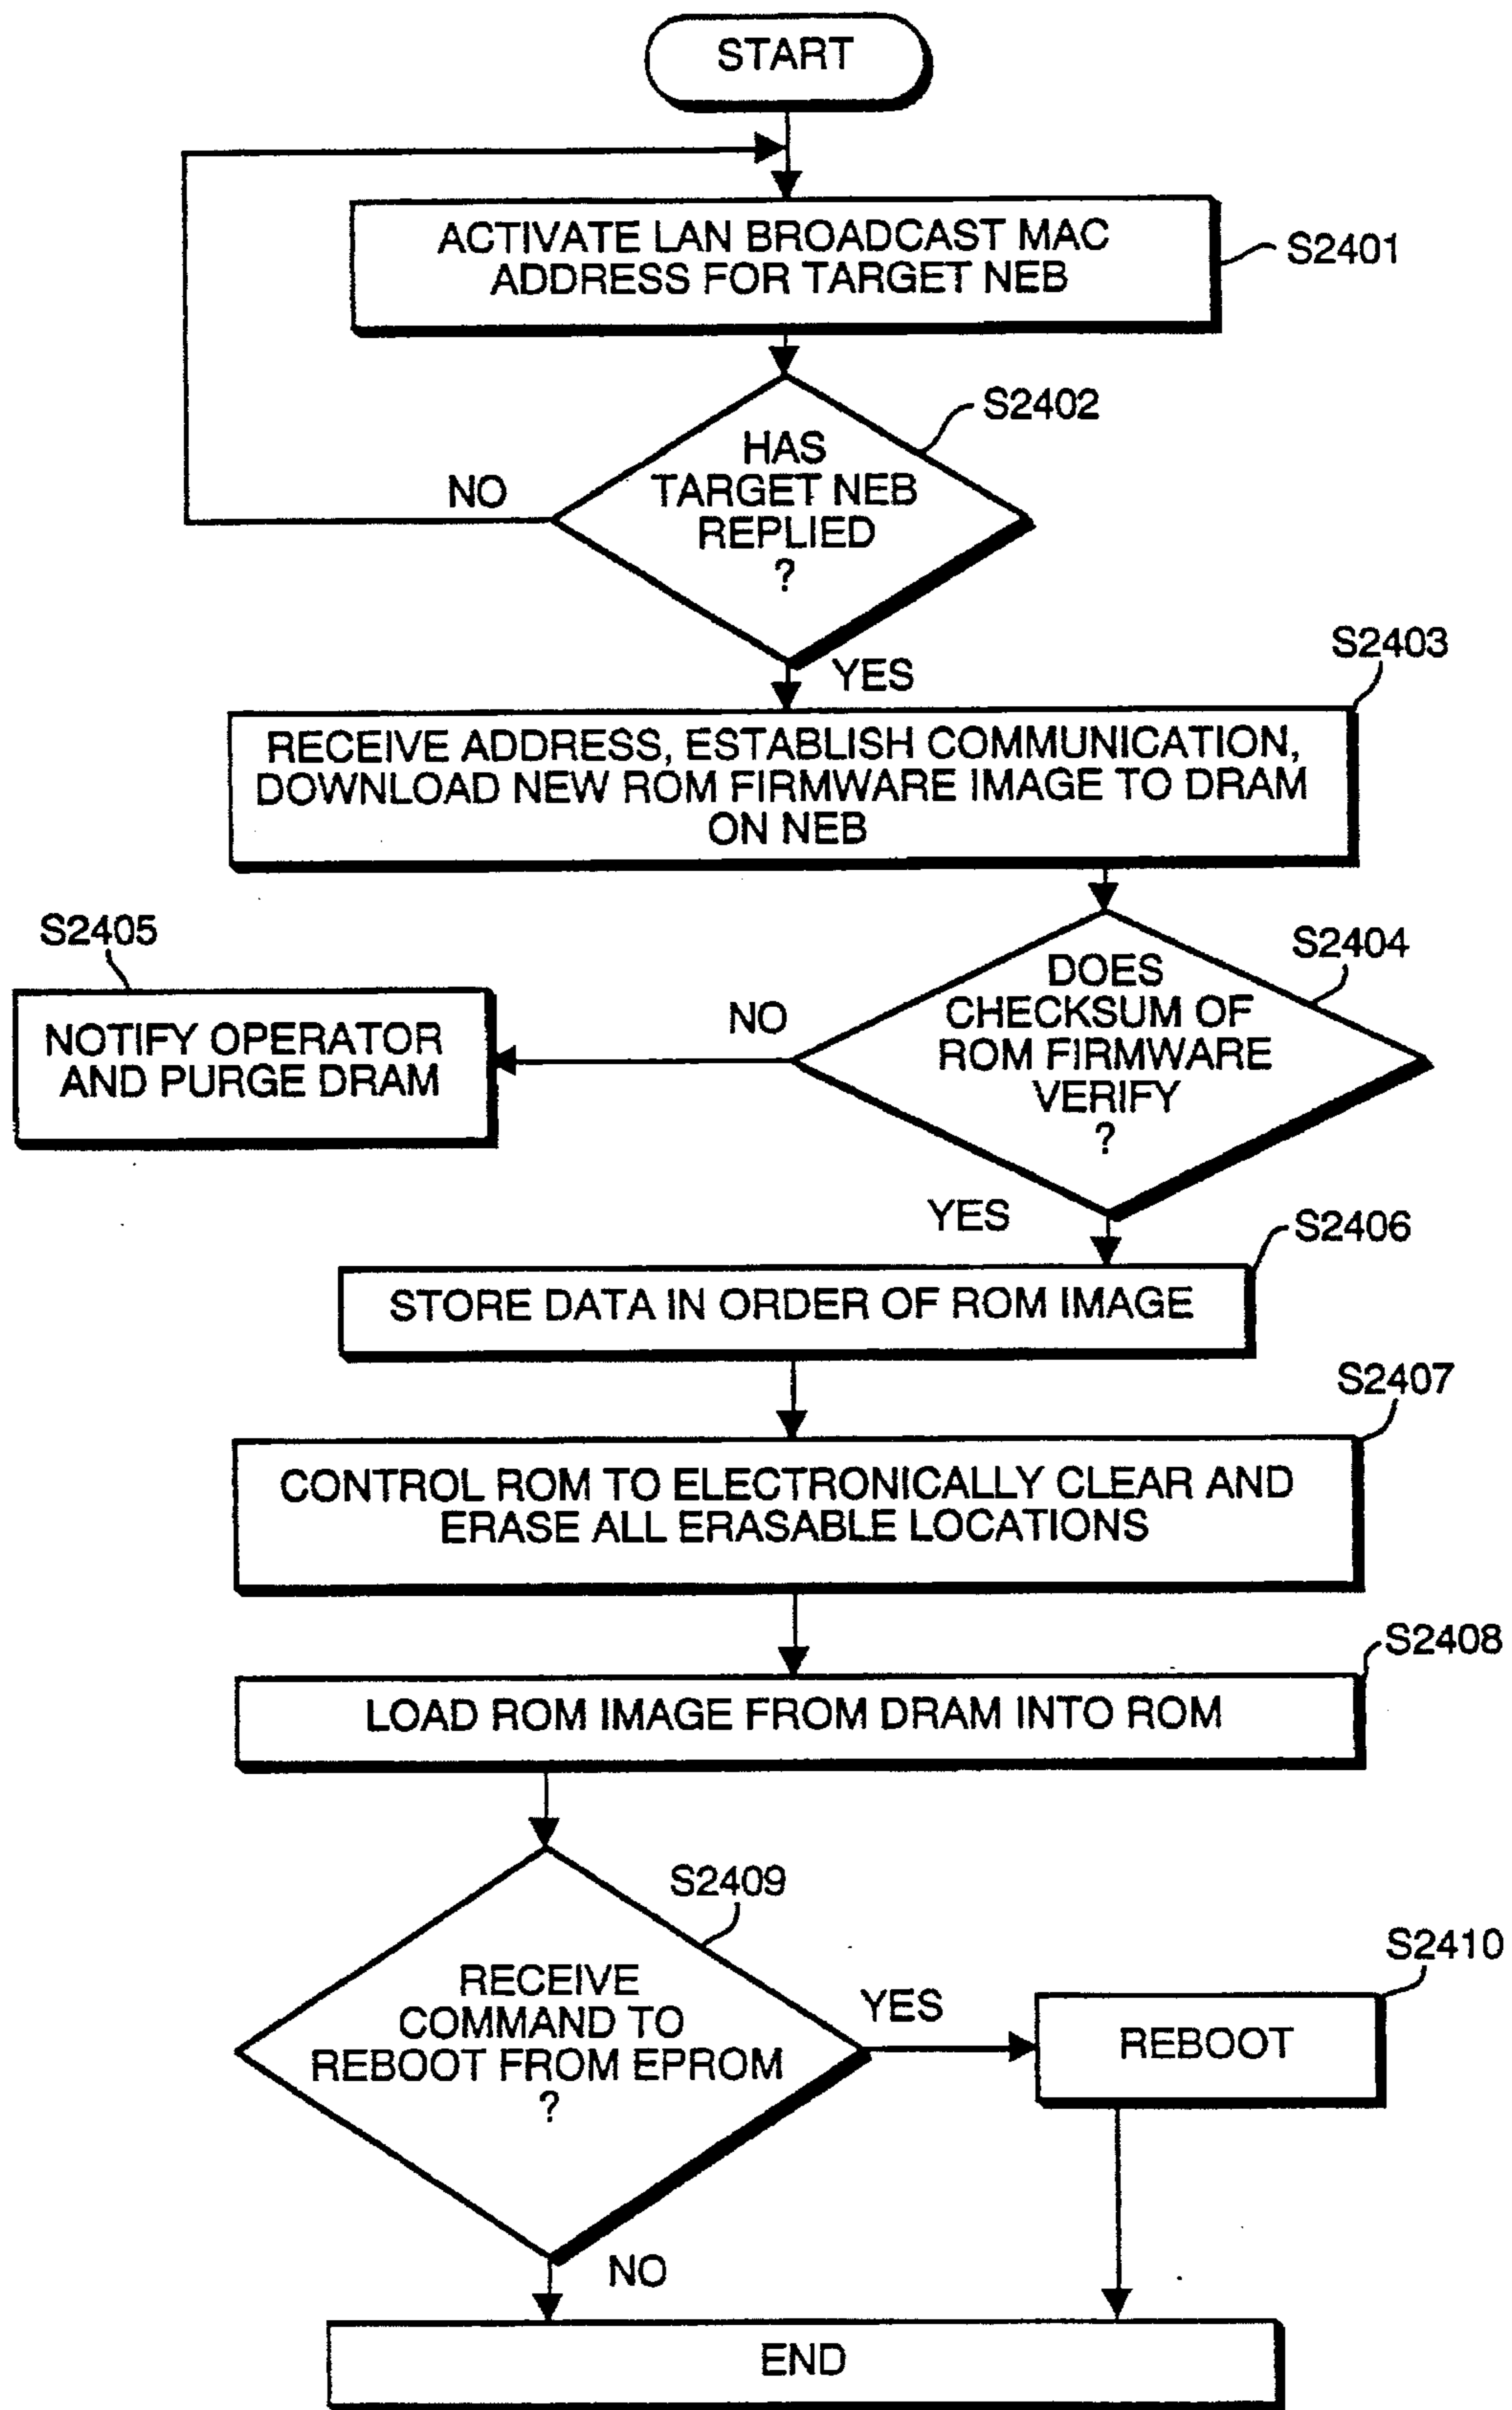 START
ACTIVATE LAN BROADCAST MAC
ADDRESS FOR TARGET NEB
S2401
S2402
HAS
TARGET NEB
REPLIED
?
NO
YES
S2403
RECEIVE ADDRESS, ESTABLISH COMMUNICATION,
DOWNLOAD NEW ROM FIRMWARE IMAGE TO DRAM
ON NEB
S2405
NOTIFY OPERATOR
AND PURGE DRAM
NO
S2404
DOES
CHECKSUM OF
ROM FIRMWARE
VERIFY
?
YES
S2406
STORE DATA IN ORDER OF ROM IMAGE
S2407
CONTROL ROM TO ELECTRONICALLY CLEAR AND
ERASE ALL ERASABLE LOCATIONS
S2408
LOAD ROM IMAGE FROM DRAM INTO ROM
S2409
RECEIVE
COMMAND TO
REBOOT FROM EPROM
?
YES
S2410
REBOOT
NO
END